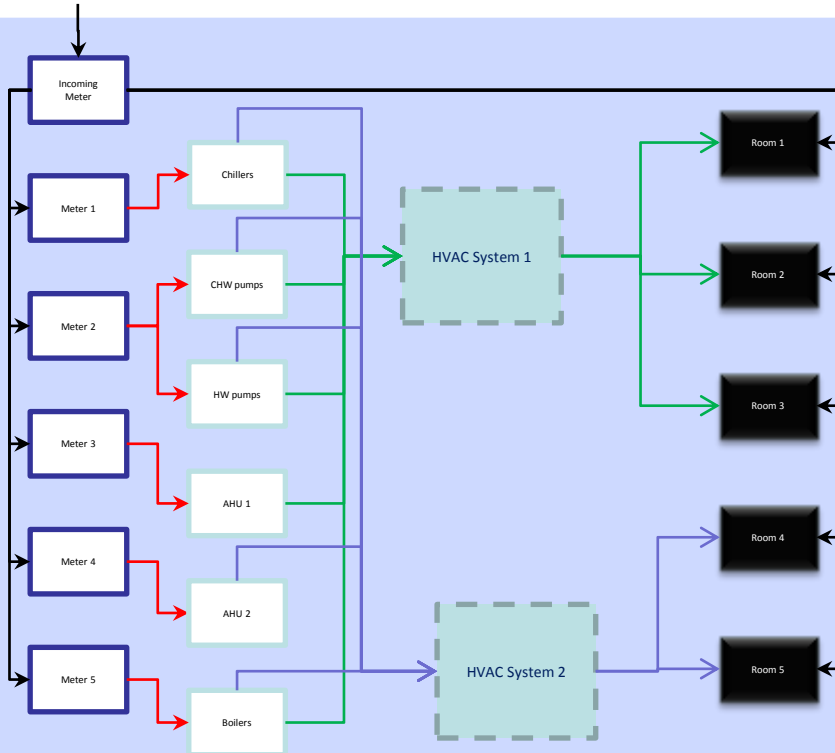 Incoming
Meter
Meter 1
Meter 2
Meter 3
Meter 4
Meter 5
Chillers
CHW pumps
HW pumps
AHU 1
AHU 2
Boilers
HVAC System 1
HVAC System 2
Room 1
Room 2
Room 3
Room 4
Room 5